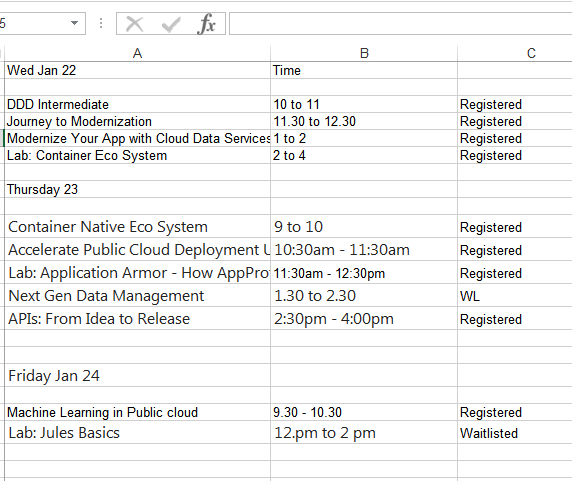 5
fx
A B C
Wed Jan 22 Time
DDD Intermediate 10 to 11 Registered
Journey to Modernization 11.30 to 12.30 Registered
Modernize Your App with Cloud Data Services 1 to 2 Registered
Lab: Container Eco System 2 to 4 Registered
Thursday 23
Container Native Eco System 9 to 10 Registered
Accelerate Public Cloud Deployment U 10:30am - 11:30am Registered
Lab: Application Armor - How AppPro 11:30am - 12:30pm Registered
Next Gen Data Management 1.30 to 2.30 WL
APIs: From Idea to Release 2:30pm - 4:00pm Registered
Friday Jan 24
Machine Learning in Public cloud 9.30 - 10.30 Registered
Lab: Jules Basics 12.pm to 2 pm Waitlisted